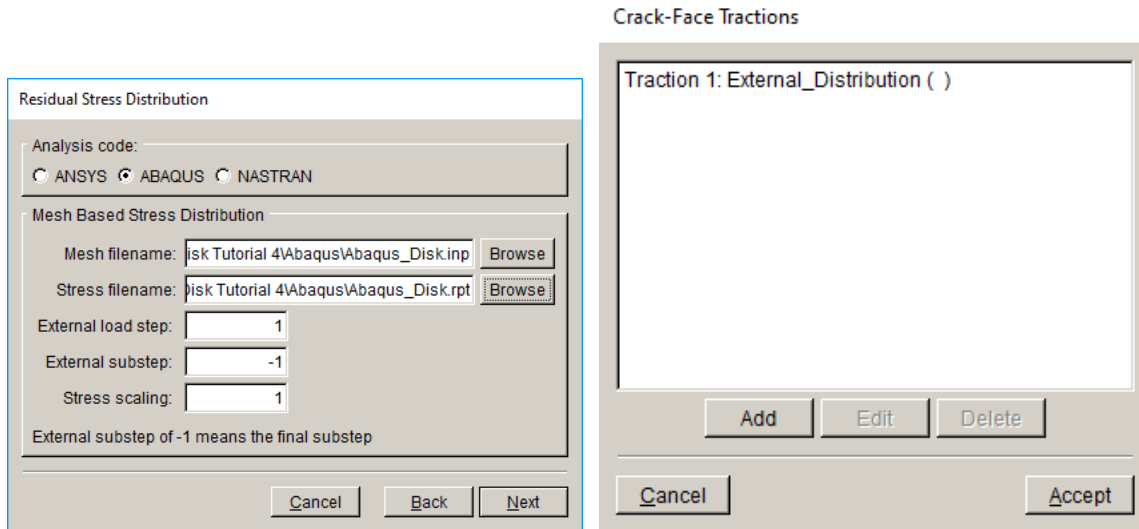 Residual Stress Distribution
Analysis code:
ANSYS ABAQUS NASTRAN
Mesh Based Stress Distribution
Mesh filename: isk Tutorial 4\Abaqus\Abaqus_Disk.inp Browse
Stress filename: Disk Tutorial 4\Abaqus\Abaqus_Disk.rpt Browse
External load step: 1
External substep: -1
Stress scaling: 1
External substep of -1 means the final substep
Cancel Back Next
Crack-Face Tractions
Traction 1: External_Distribution ( )
Add Edit Delete
Cancel Accept